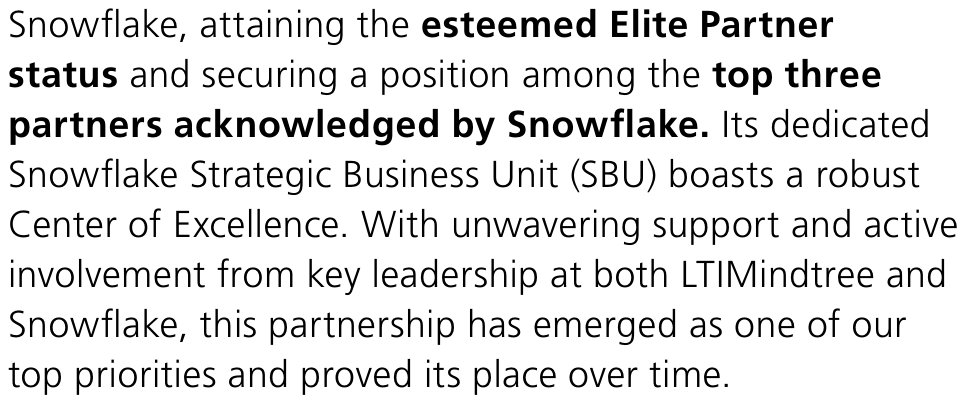 Snowflake, attaining the esteemed Elite Partner
status and securing a position among the top three
partners acknowledged by Snowflake. Its dedicated
Snowflake Strategic Business Unit (SBU) boasts a robust
Center of Excellence. With unwavering support and active
involvement from key leadership at both LTIMindtree and
Snowflake, this partnership has emerged as one of our
top priorities and proved its place over time.